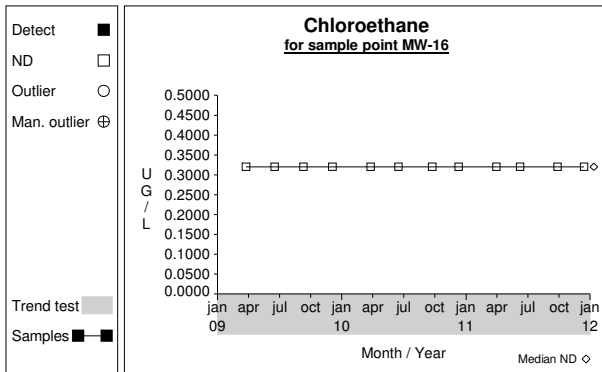 Detect
ND
Outlier
Man. outlier
Trend test
Samples
Chloroethane
for sample point MW-16
U
G
/
L
0.5000
0.4500
0.4000
0.3500
0.3000
0.2500
0.2000
0.1500
0.1000
0.0500
0.0000
jan apr jul oct jan apr jul oct jan apr jul oct jan
09 10 11 12
Month / Year
Median ND